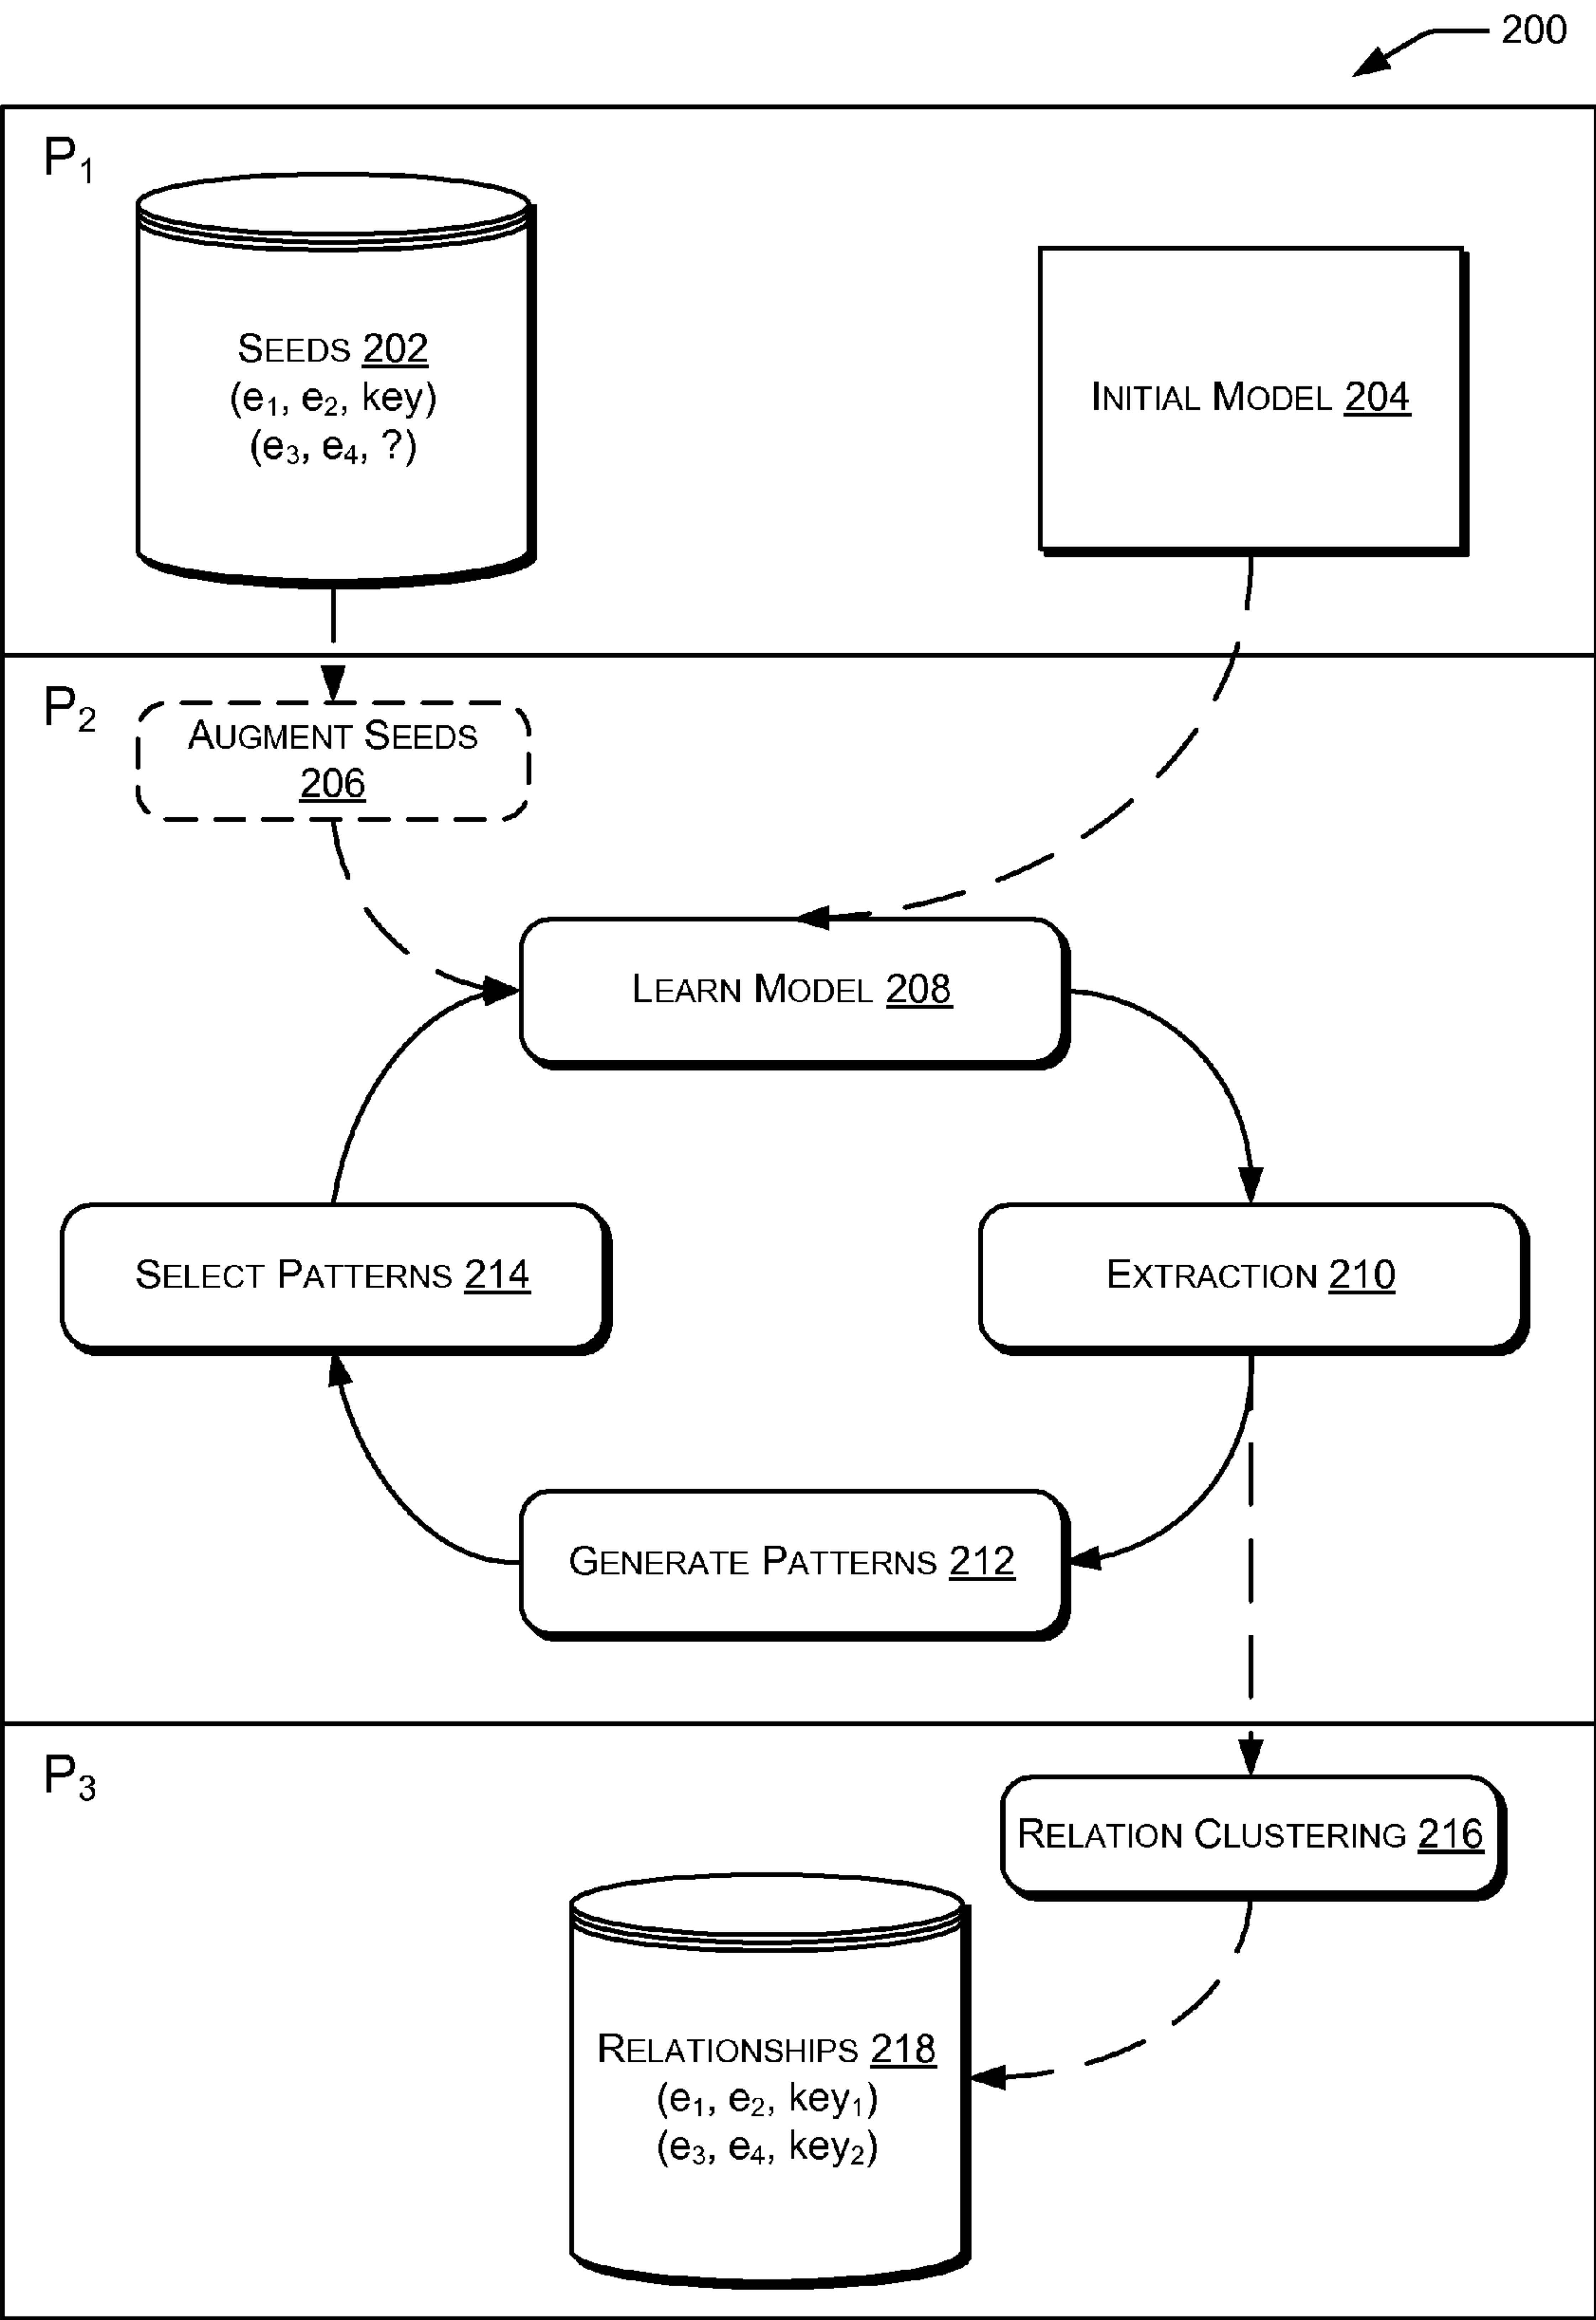 200
P₁
SEEDS 202
(e₁, e₂, key)
(e₃, e₄, ?)
INITIAL MODEL 204
P₂
AUGMENT SEEDS
206
LEARN MODEL 208
SELECT PATTERNS 214
EXTRACTION 210
GENERATE PATTERNS 212
P₃
RELATION CLUSTERING 216
RELATIONSHIPS 218
(e₁, e₂, key₁)
(e₃, e₄, key₂)